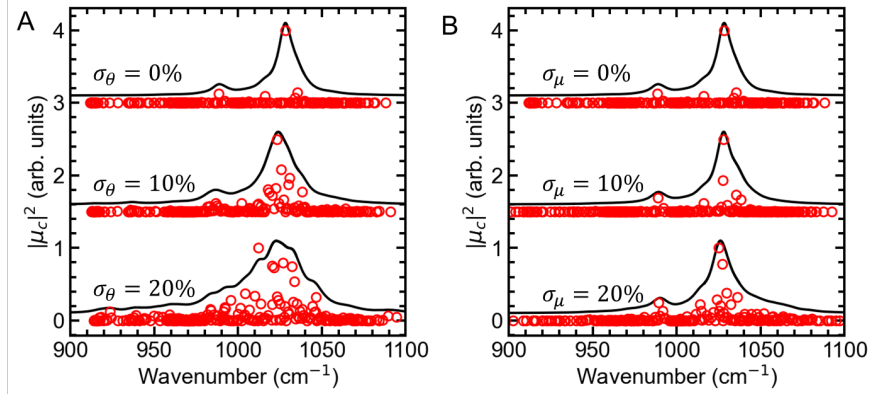 A
|μ_c|² (arb. units)
4
3
2
1
0
σ_θ = 0%
σ_θ = 10%
σ_θ = 20%
900 950 1000 1050 1100
Wavenumber (cm⁻¹)
B
|μ_c|² (arb. units)
4
3
2
1
0
σ_μ = 0%
σ_μ = 10%
σ_μ = 20%
900 950 1000 1050 1100
Wavenumber (cm⁻¹)